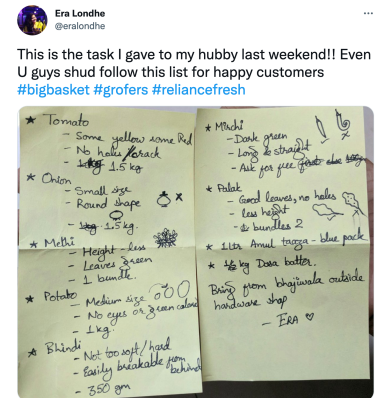 Era Londhe
@eralondhe
This is the task I gave to my hubby last weekend!! Even
U guys shud follow this list for happy customers
#bigbasket #grofers #reliancefresh
★ Tomato
- Some yellow some Red
- No holes/crack
- 1.5 kg
★ Onion
- Small size
- Round shape
x
- 1.5 kg.
★ Methi
- Height - less
- Leaves green
- 1 bundle.
★ Potato
- Medium size
- No eyes or green color
- 1 kg.
★ Bhindi
- Not too soft/hard
- Easily breakable from behind
- 350 gm
★ Mirchi
- Dark green
- Long & straight
- Ask for free
★ Palak
- Good leaves, no holes
- less height
- bundles 2
★ 1 ltr Amul tazza - blue pack
★ kg Dosa batter.
Bring from bhajiwala outside
hardware shop
- ERA ♡